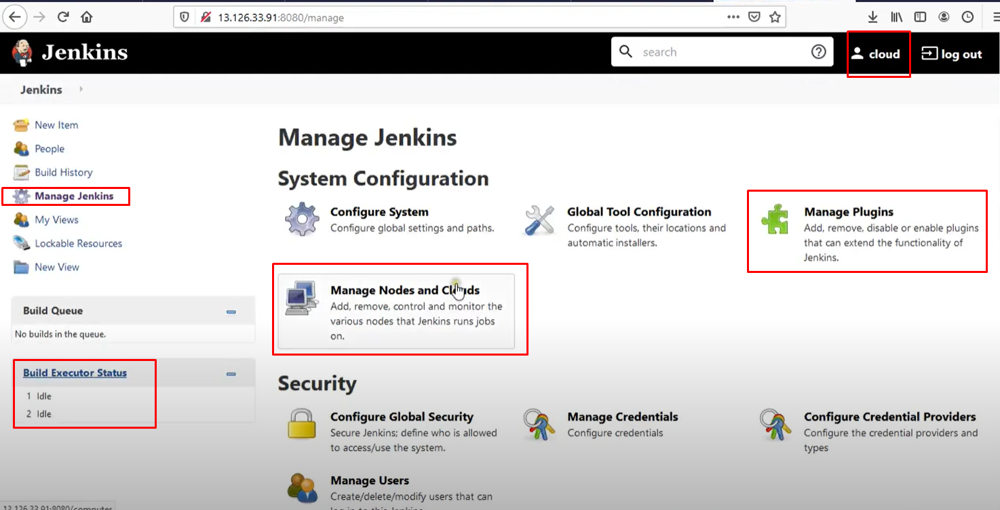 13.126.33.91:8080/manage
Jenkins
search
cloud
log out
Jenkins
New Item
People
Build History
Manage Jenkins
My Views
Lockable Resources
New View
Build Queue
No builds in the queue.
Build Executor Status
1 Idle
2 Idle
Manage Jenkins
System Configuration
Configure System
Configure global settings and paths.
Global Tool Configuration
Configure tools, their locations and
automatic installers.
Manage Plugins
Add, remove, disable or enable plugins
that can extend the functionality of
Jenkins.
Manage Nodes and Clouds
Add, remove, control and monitor the
various nodes that Jenkins runs jobs
on.
Security
Configure Global Security
Secure Jenkins; define who is allowed
to access/use the system.
Manage Credentials
Configure credentials
Configure Credential Providers
Configure the credential providers and
types
Manage Users
Create/delete/modify users that can
log in to this Jenkins
13.126.33.91:8080/computer